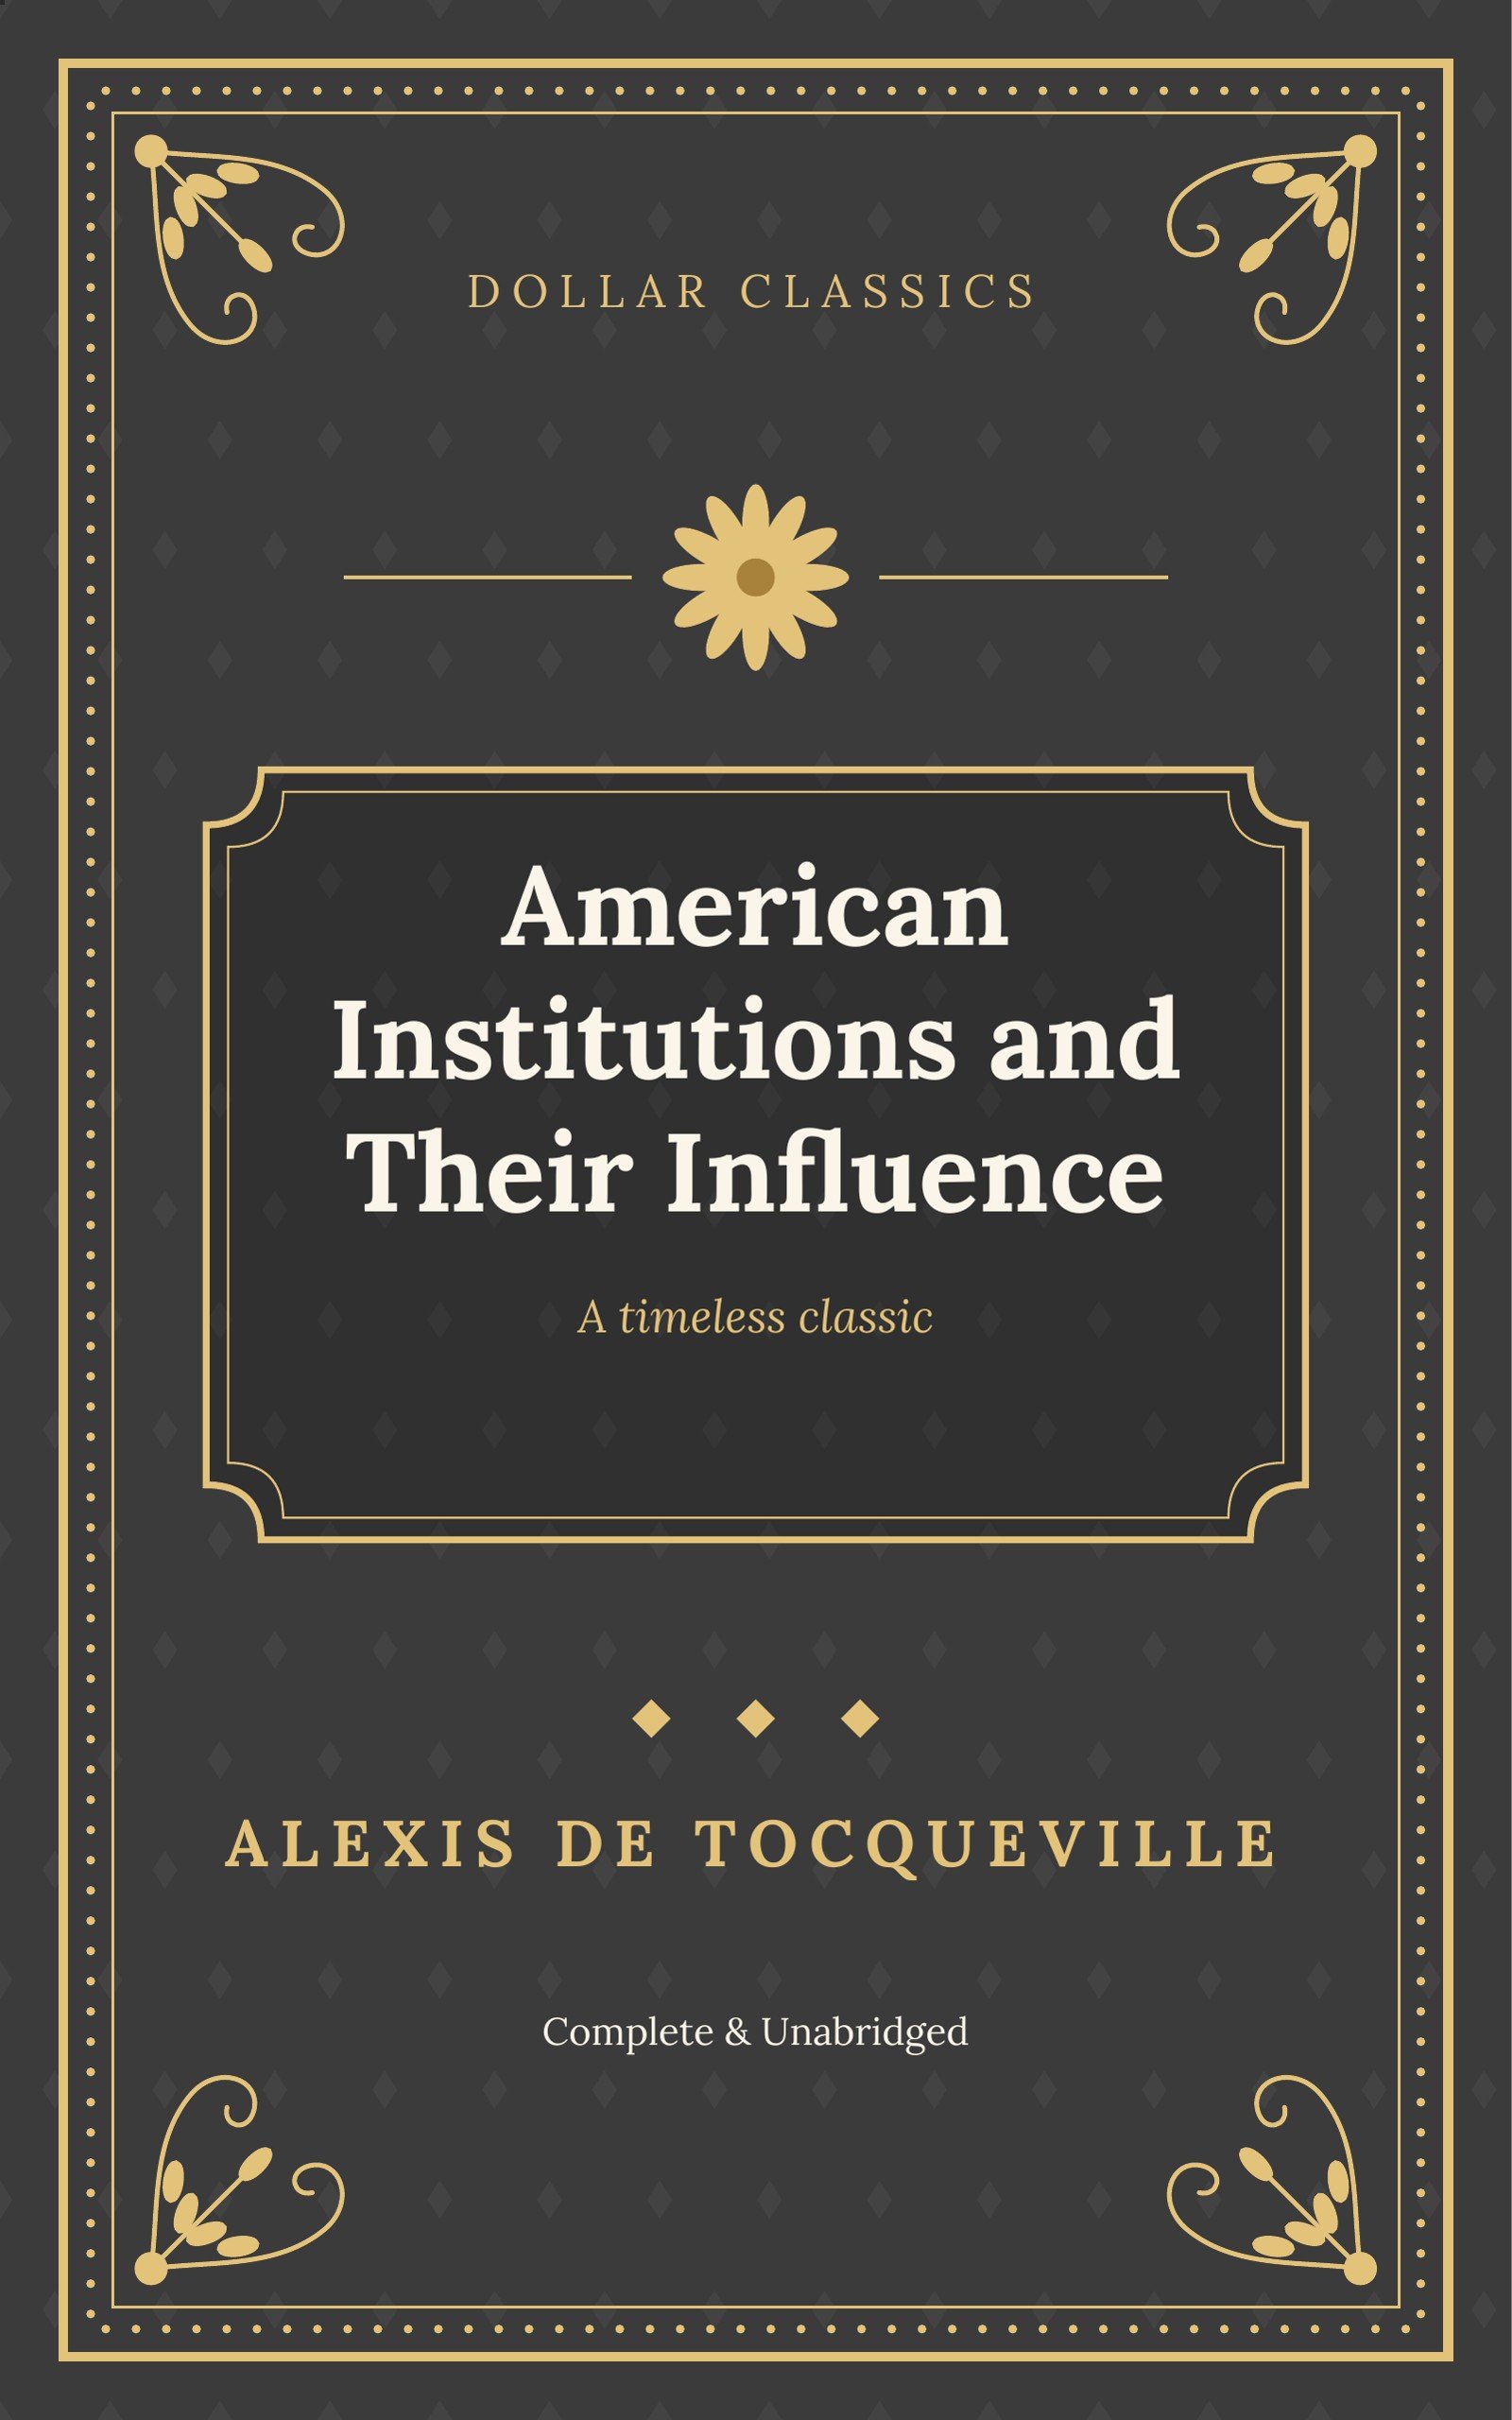 DOLLAR CLASSICS
American
Institutions and
Their Influence
A timeless classic
ALEXIS DE TOCQUEVILLE
Complete & Unabridged